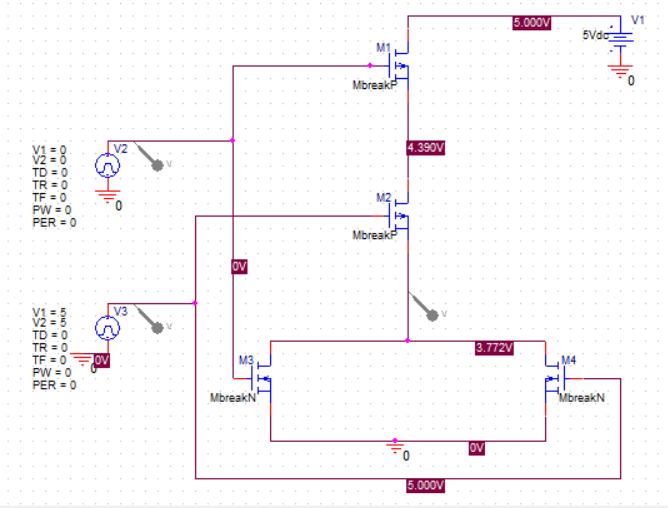 5.000V
V1
5Vdc
0
M1
MbreakP
4.390V
V2
V
V1 = 0
V2 = 0
TD = 0
TR = 0
TF = 0
PW = 0
PER = 0
0
M2
MbreakP
0V
V3
V
V
V1 = 5
V2 = 5
TD = 0
TR = 0
TF = 0
PW = 0
PER = 0
0V
0
3.772V
M3
MbreakN
M4
MbreakN
0V
0
5.000V